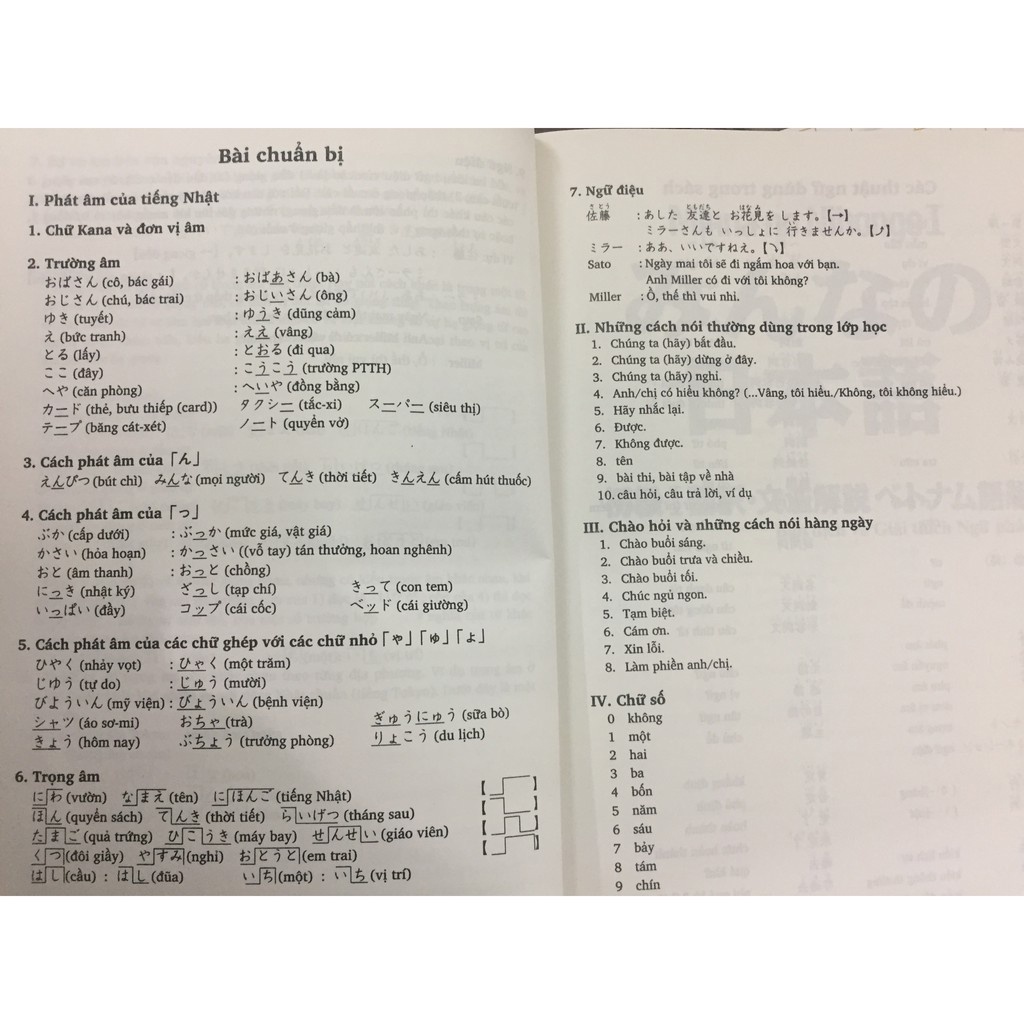 Bài chuẩn bị
I. Phát âm của tiếng Nhật
1. Chữ Kana và đơn vị âm
2. Trường âm
おばさん (cô, bác gái) : おばあさん (bà)
おじさん (chú, bác trai) : おじいさん (ông)
ゆき (tuyết) : ゆうき (dũng cảm)
え (bức tranh) : ええ (vâng)
とる (lấy) : とおる (đi qua)
ここ (đây) : こうこう (trường PTTH)
へや (căn phòng) : へいや (đồng bằng)
カード (thẻ, bưu thiếp (card)) タクシー (tắc-xi) スーパー (siêu thị)
テープ (băng cát-xét) ノート (quyển vở)
3. Cách phát âm của「ん」
えんぴつ (bút chì) みんな (mọi người) てんき (thời tiết) きんえん (cấm hút thuốc)
4. Cách phát âm của「っ」
ぶか (cấp dưới) : ぶっか (mức giá, vật giá)
かさい (hỏa hoạn) : かっさい ((vỗ tay) tán thưởng, hoan nghênh)
おと (âm thanh) : おっと (chồng)
にっき (nhật ký) ざっし (tạp chí) きって (con tem)
いっぱい (đầy) コップ (cái cốc) ベッド (cái giường)
5. Cách phát âm của các chữ ghép với các chữ nhỏ「ゃ」「ゅ」「ょ」
ひやく (nhảy vọt) : ひゃく (một trăm)
じゆう (tự do) : じゅう (mười)
びよういん (mỹ viện) : びょういん (bệnh viện)
シャツ (áo sơ-mi) おちゃ (trà) ぎゅうにゅう (sữa bò)
きょう (hôm nay) ぶちょう (trưởng phòng) りょこう (du lịch)
6. Trọng âm
にわ (vườn) なまえ (tên) にほんご (tiếng Nhật)
ほん (quyển sách) てんき (thời tiết) らいげつ (tháng sau)
たまご (quả trứng) ひこうき (máy bay) せんせい (giáo viên)
くつ (đôi giầy) やすみ (nghỉ) おとうと (em trai)
はし (cầu) : はし (đũa) いち (một) : いち (vị trí)
7. Ngữ điệu
佐藤 : あした 友達と お花見を します。【→】
ミラーさんも いっしょに 行きませんか。【⤴】
ミラー : ああ、いいですねえ。【⤵】
Sato : Ngày mai tôi sẽ đi ngắm hoa với bạn.
Anh Miller có đi với tôi không?
Miller : Ồ, thế thì vui nhỉ.
II. Những cách nói thường dùng trong lớp học
1. Chúng ta (hãy) bắt đầu.
2. Chúng ta (hãy) dừng ở đây.
3. Chúng ta (hãy) nghỉ.
4. Anh/chị có hiểu không? (...Vâng, tôi hiểu./Không, tôi không hiểu.)
5. Hãy nhắc lại.
6. Được.
7. Không được.
8. tên
9. bài thi, bài tập về nhà
10. câu hỏi, câu trả lời, ví dụ
III. Chào hỏi và những cách nói hàng ngày
1. Chào buổi sáng.
2. Chào buổi trưa và chiều.
3. Chào buổi tối.
4. Chúc ngủ ngon.
5. Tạm biệt.
6. Cám ơn.
7. Xin lỗi.
8. Làm phiền anh/chị.
IV. Chữ số
0 không
1 một
2 hai
3 ba
4 bốn
5 năm
6 sáu
7 bảy
8 tám
9 chín